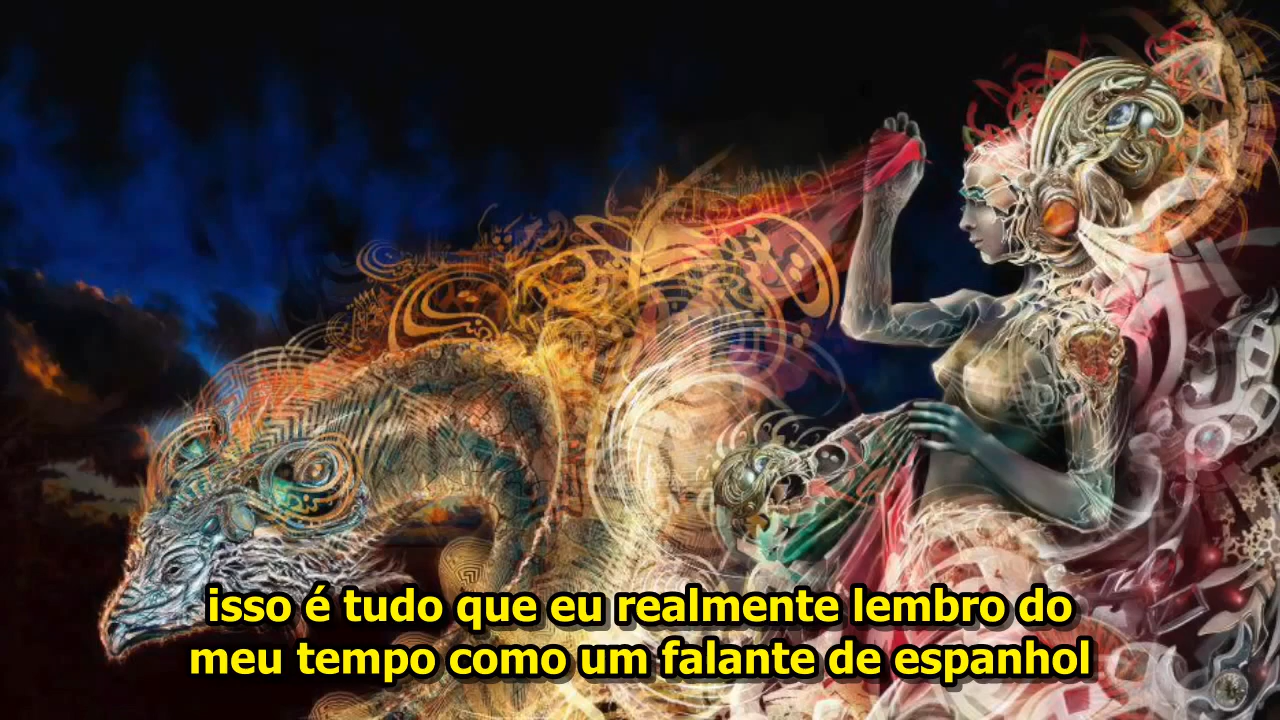 isso é tudo que eu realmente lembro do
meu tempo como um falante de espanhol